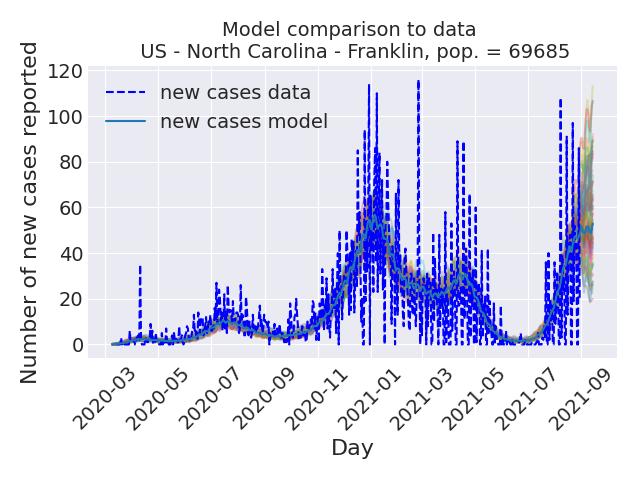 Model comparison to data
US - North Carolina - Franklin, pop. = 69685
Number of new cases reported
120
100
80
60
40
20
0
new cases data
new cases model
2020-03
2020-05
2020-07
2020-09
2020-11
2021-01
2021-03
2021-05
2021-07
2021-09
Day